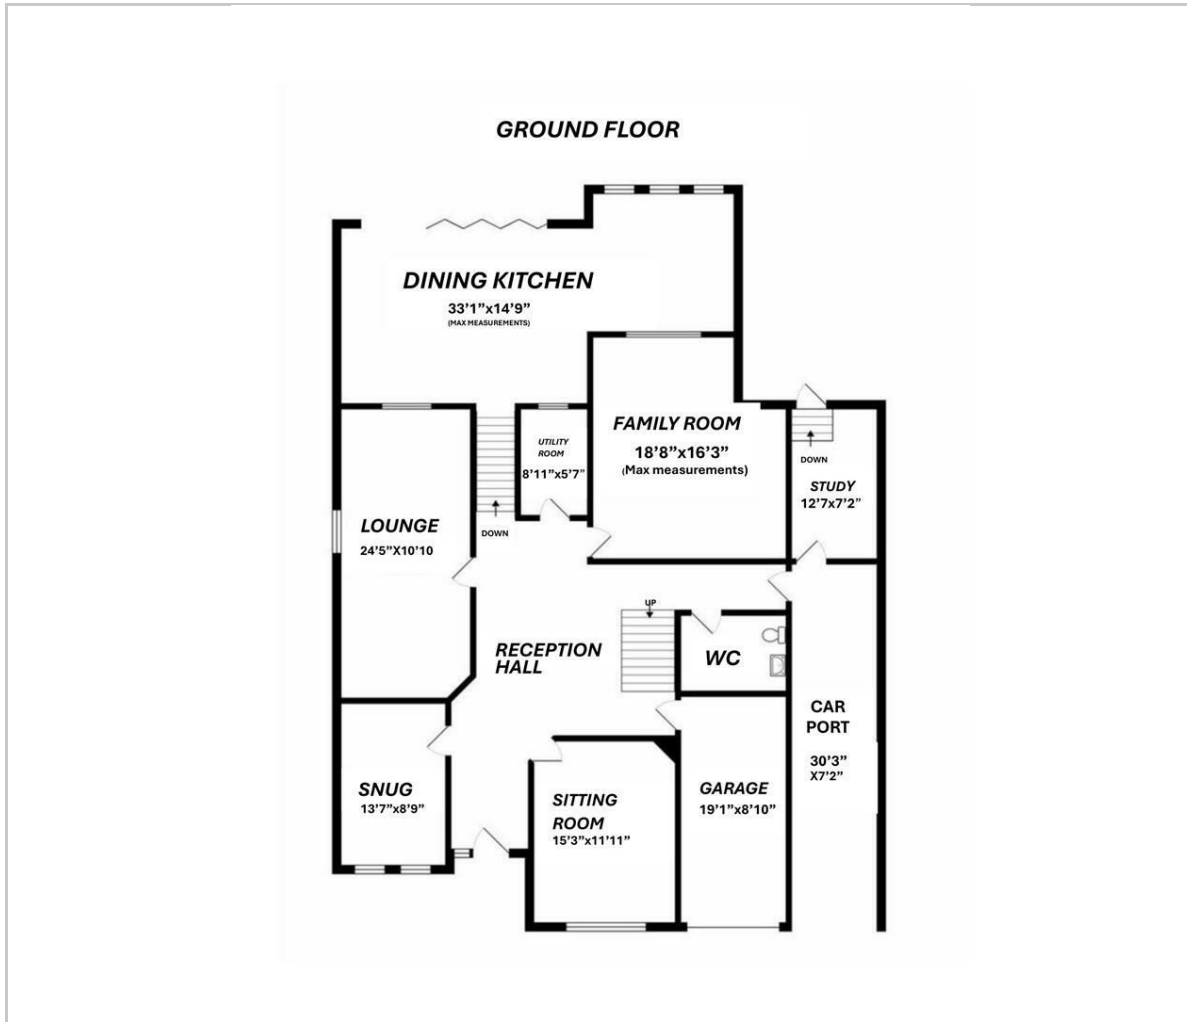 GROUND FLOOR
DINING KITCHEN
33'1”x14'9”
(MAX MEASUREMENTS)
FAMILY ROOM
18'8”x16'3”
(Max measurements)
UTILITY
ROOM
8'11”x5'7”
DOWN
STUDY
12'7x7'2”
LOUNGE
24'5”X10'10
DOWN
UP
RECEPTION
HALL
WC
CAR
PORT
30'3”
X7'2”
SNUG
13'7”x8'9”
SITTING
ROOM
15'3”x11'11”
GARAGE
19'1”x8'10”